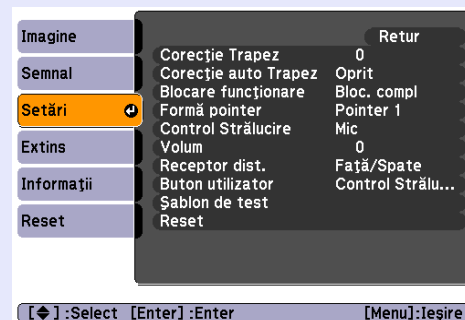 Imagine
Semnal
Setări
Extins
Informaţii
Reset
Retur
Corecţie Trapez 0
Corecţie auto Trapez Oprit
Blocare funcţionare Bloc. compl
Formă pointer Pointer 1
Control Strălucire Mic
Volum 0
Receptor dist. Faţă/Spate
Buton utilizator Control Strălu...
Şablon de test
Reset
[◆] :Select [Enter] :Enter [Menu]:Ieşire